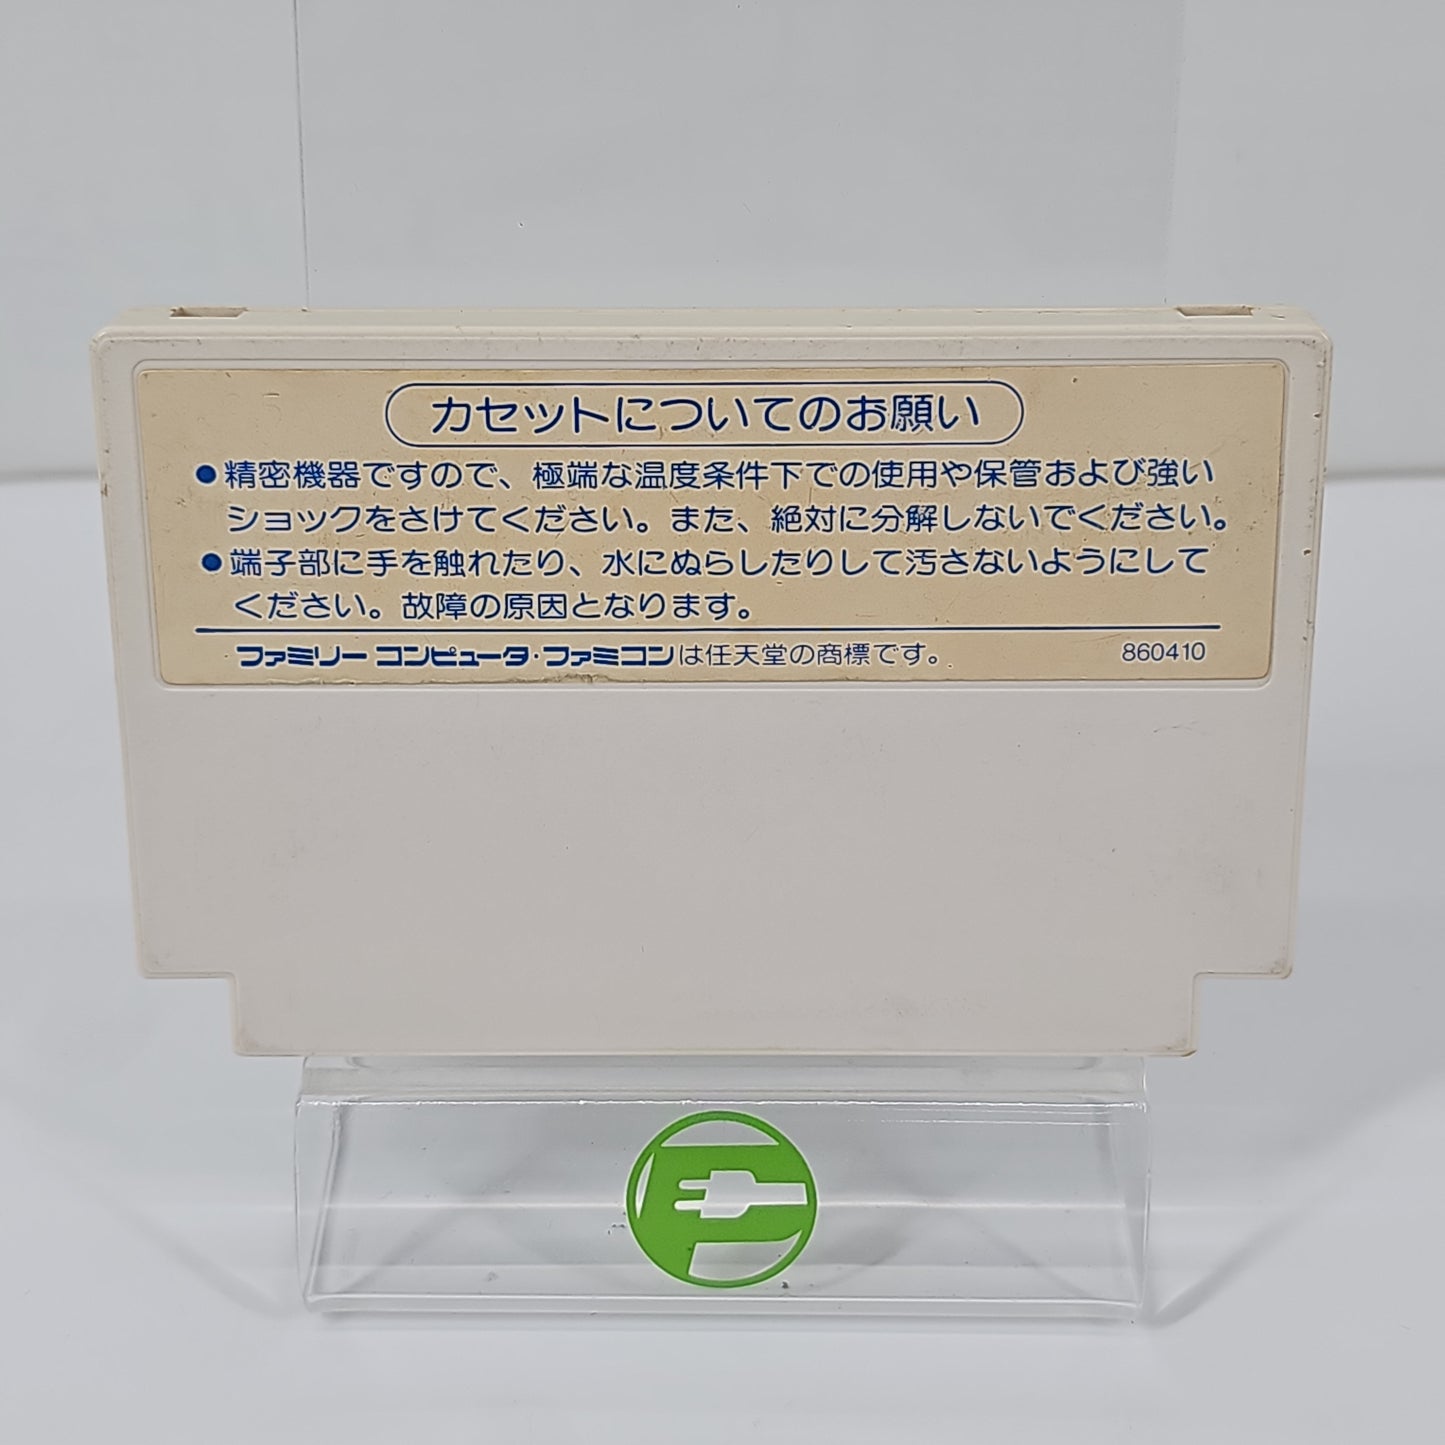 カセットについてのお願い
●精密機器ですので、極端な温度条件下での使用や保管および強い
ショックをさけてください。また、絶対に分解しないでください。
●端子部に手を触れたり、水にぬらしたりして汚さないようにして
ください。故障の原因となります。
ファミリーコンピュータ・ファミコンは任天堂の商標です。 860410